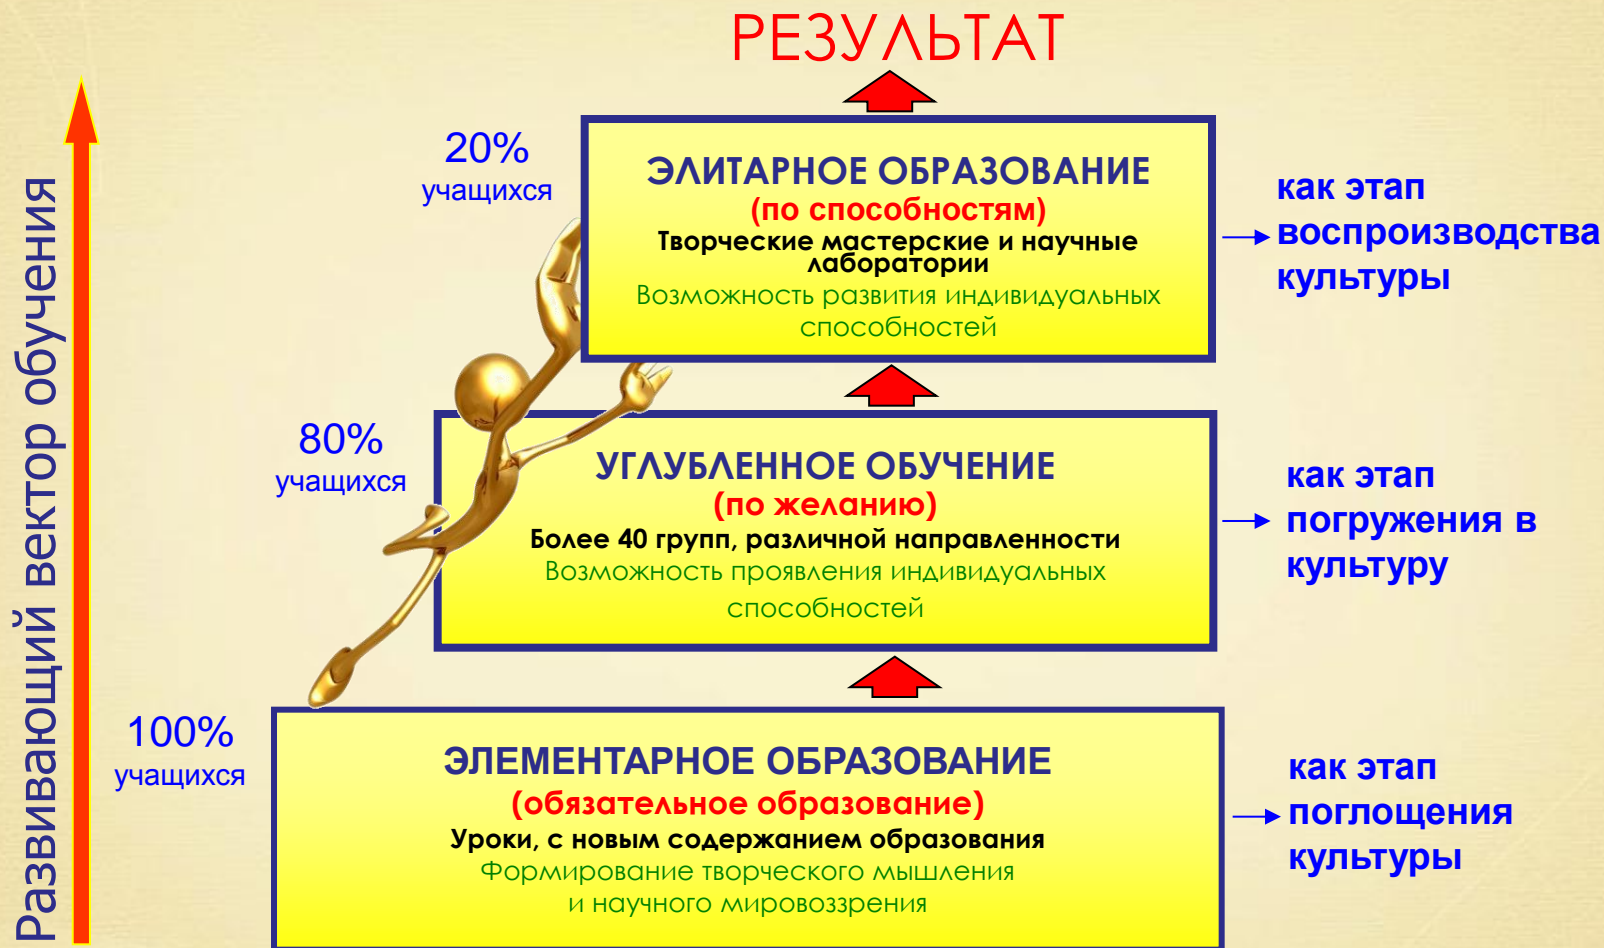 РЕЗУЛЬТАТ
Развивающий вектор обучения
20%
учащихся
ЭЛИТАРНОЕ ОБРАЗОВАНИЕ
(по способностям)
Творческие мастерские и научные
лаборатории
Возможность развития индивидуальных
способностей
как этап
воспроизводства
культуры
80%
учащихся
УГЛУБЛЕННОЕ ОБУЧЕНИЕ
(по желанию)
Более 40 групп, различной направленности
Возможность проявления индивидуальных
способностей
как этап
погружения в
культуру
100%
учащихся
ЭЛЕМЕНТАРНОЕ ОБРАЗОВАНИЕ
(обязательное образование)
Уроки, с новым содержанием образования
Формирование творческого мышления
и научного мировоззрения
как этап
поглощения
культуры